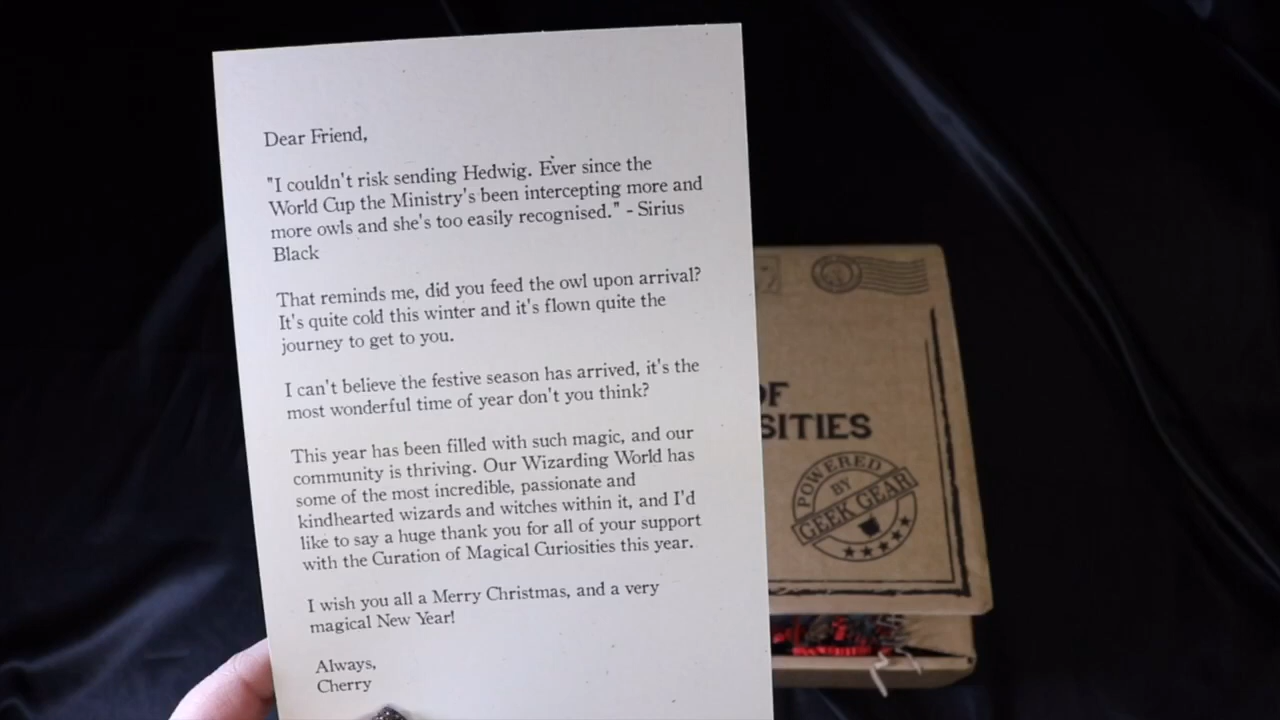 Dear Friend,
"I couldn't risk sending Hedwig. Ever since the
World Cup the Ministry's been intercepting more and
more owls and she's too easily recognised." - Sirius
Black
That reminds me, did you feed the owl upon arrival?
It's quite cold this winter and it's flown quite the
journey to get to you.
I can't believe the festive season has arrived, it's the
most wonderful time of year don't you think?
This year has been filled with such magic, and our
community is thriving. Our Wizarding World has
some of the most incredible, passionate and
kindhearted wizards and witches within it, and I'd
like to say a huge thank you for all of your support
with the Curation of Magical Curiosities this year.
I wish you all a Merry Christmas, and a very
magical New Year!
Always,
Cherry
OF
SITIES
POWERED
BY
GEEK GEAR